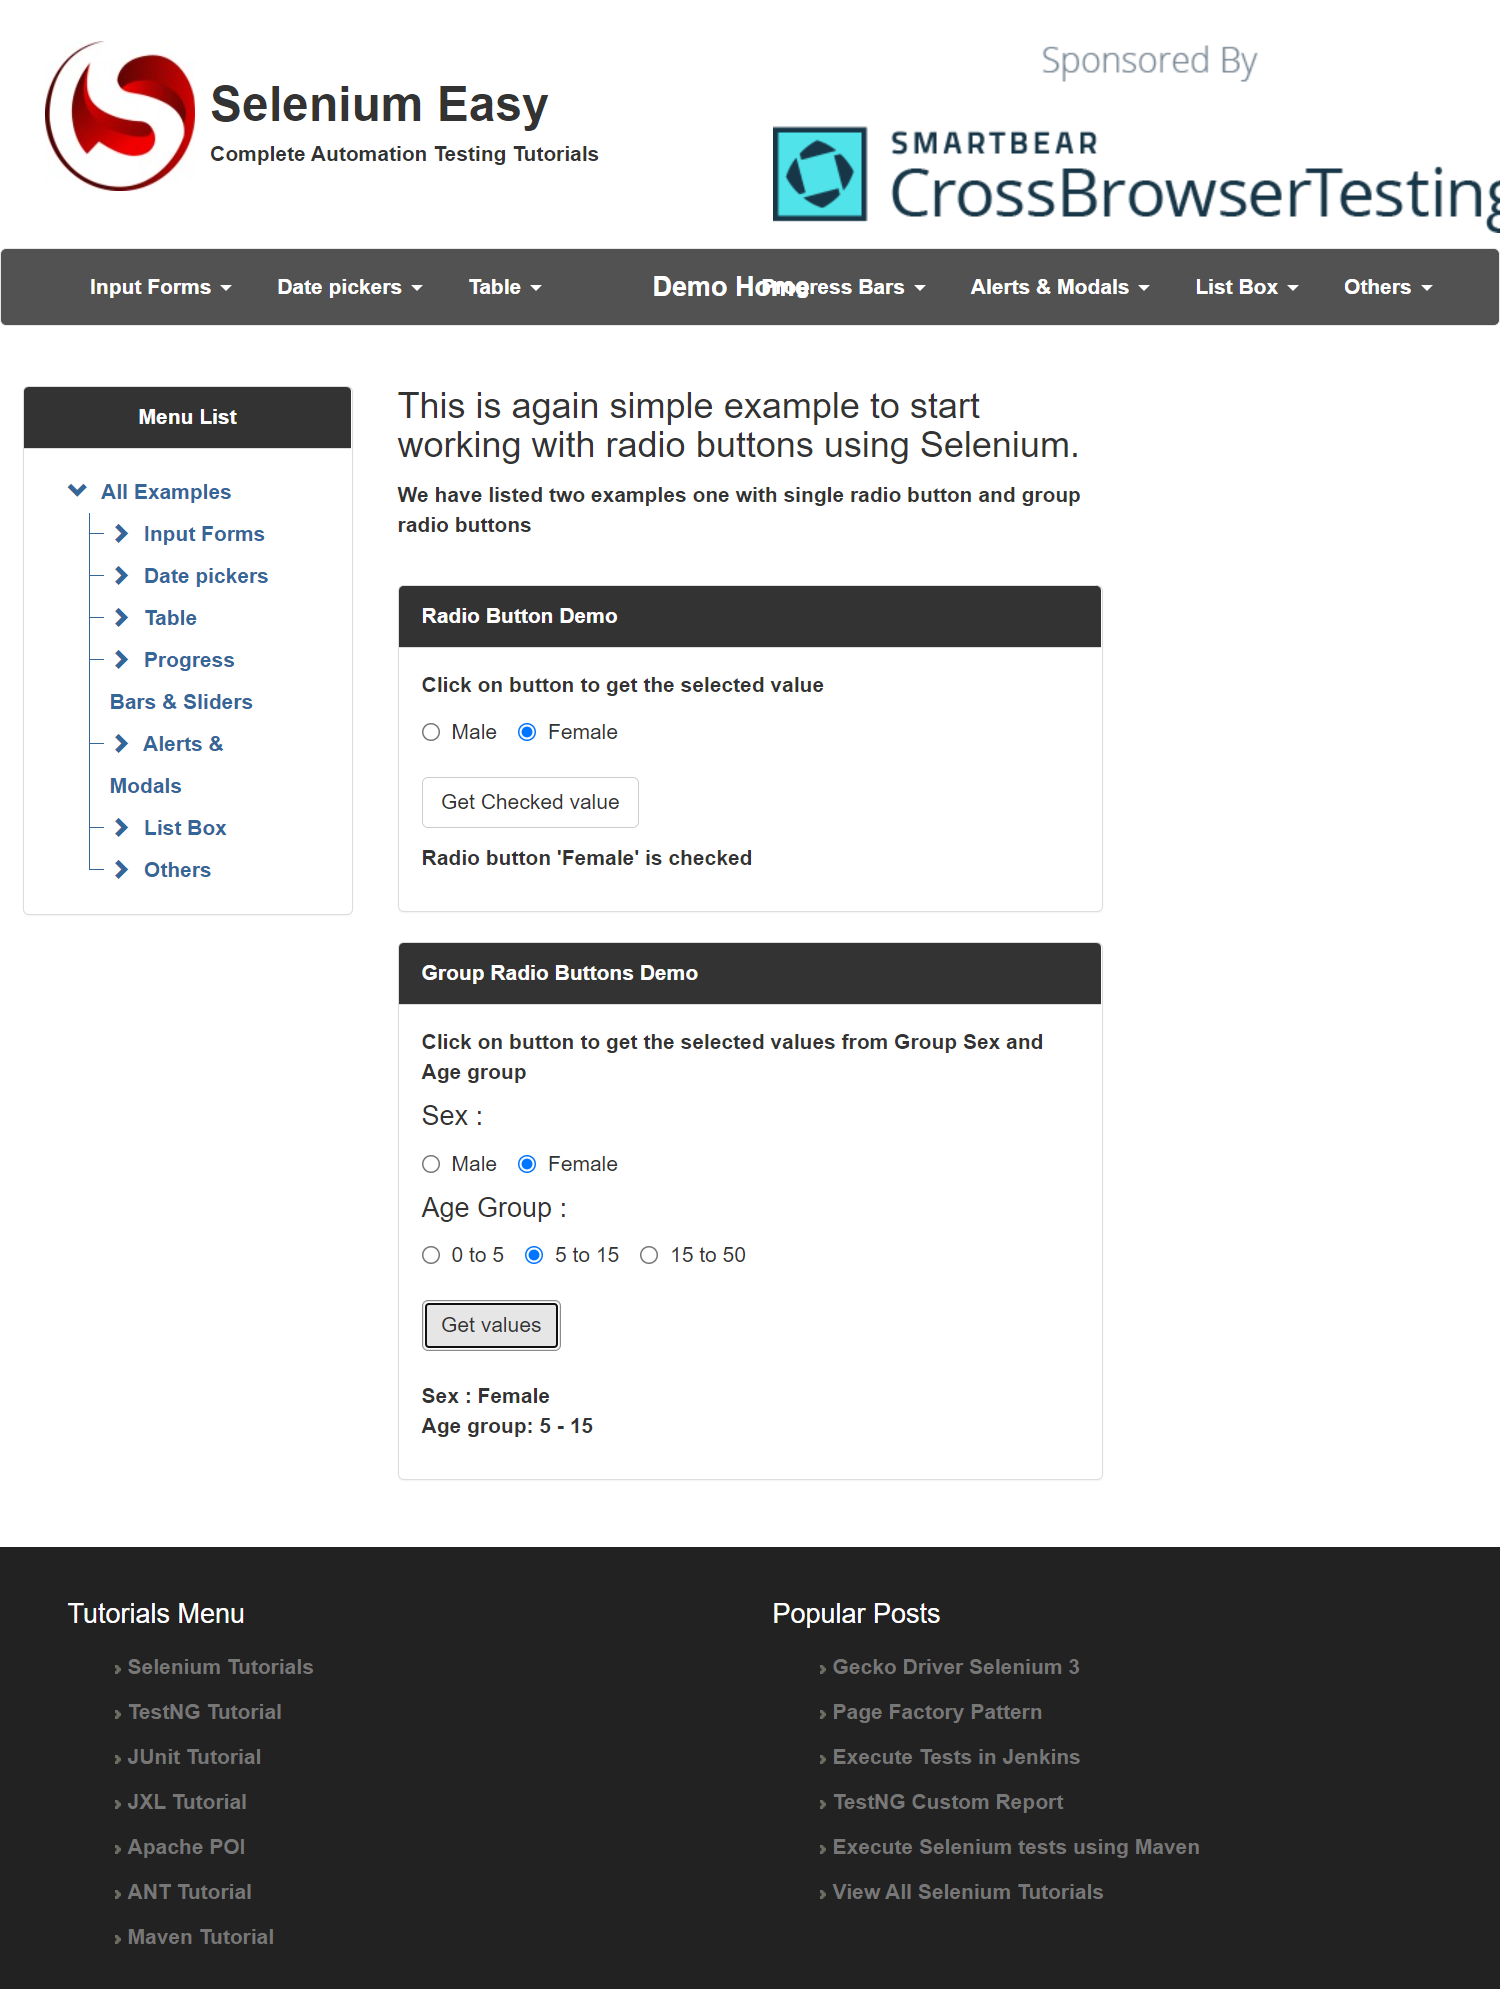 Sponsored By
Selenium Easy
Complete Automation Testing Tutorials
SMARTBEAR
CrossBrowserTesting
Input Forms Date pickers Table Demo Home Progress Bars Alerts & Modals List Box Others
Menu List
All Examples
Input Forms
Date pickers
Table
Progress
Bars & Sliders
Alerts &
Modals
List Box
Others
This is again simple example to start
working with radio buttons using Selenium.
We have listed two examples one with single radio button and group
radio buttons
Radio Button Demo
Click on button to get the selected value
Male Female
Get Checked value
Radio button 'Female' is checked
Group Radio Buttons Demo
Click on button to get the selected values from Group Sex and
Age group
Sex :
Male Female
Age Group :
0 to 5 5 to 15 15 to 50
Get values
Sex : Female
Age group: 5 - 15
Tutorials Menu
Selenium Tutorials
TestNG Tutorial
JUnit Tutorial
JXL Tutorial
Apache POI
ANT Tutorial
Maven Tutorial
Popular Posts
Gecko Driver Selenium 3
Page Factory Pattern
Execute Tests in Jenkins
TestNG Custom Report
Execute Selenium tests using Maven
View All Selenium Tutorials